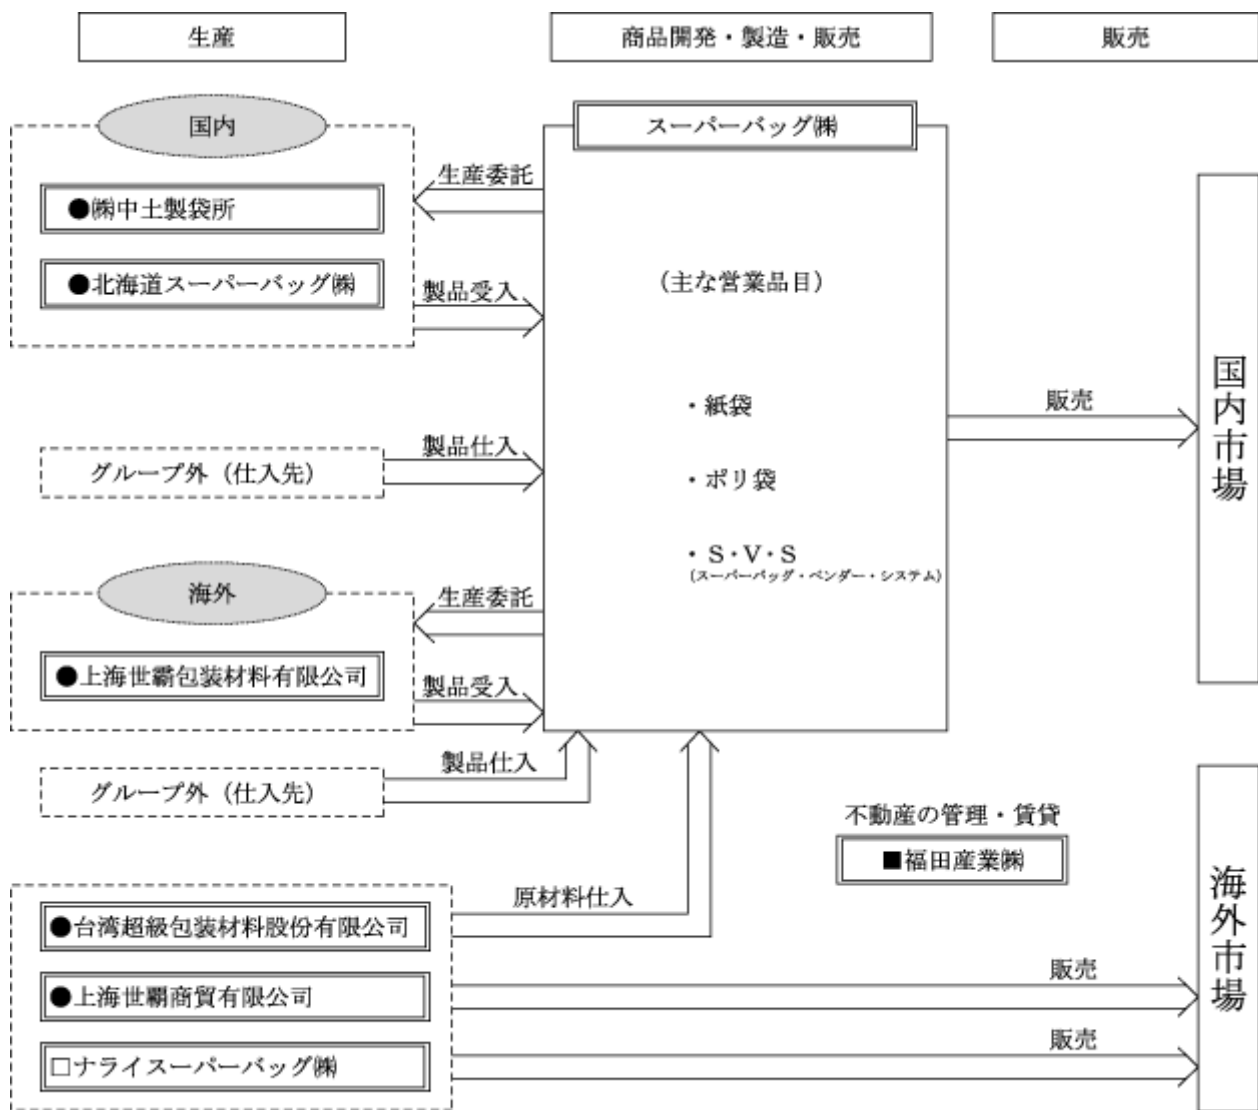 生産
商品開発・製造・販売
販売
国内
スーパーバッグ㈱
●㈱中土製袋所
●北海道スーパーバッグ㈱
生産委託
製品受入
(主な営業品目)
・紙袋
・ポリ袋
・S・V・S
(スーパーバッグ・ベンダー・システム)
販売
国内市場
グループ外(仕入先)
製品仕入
海外
●上海世霸包装材料有限公司
生産委託
製品受入
グループ外(仕入先)
製品仕入
不動産の管理・賃貸
■福田産業㈱
●台湾超級包装材料股份有限公司
原材料仕入
●上海世覇商貿有限公司
販売
□ナライスーパーバッグ㈱
販売
海外市場